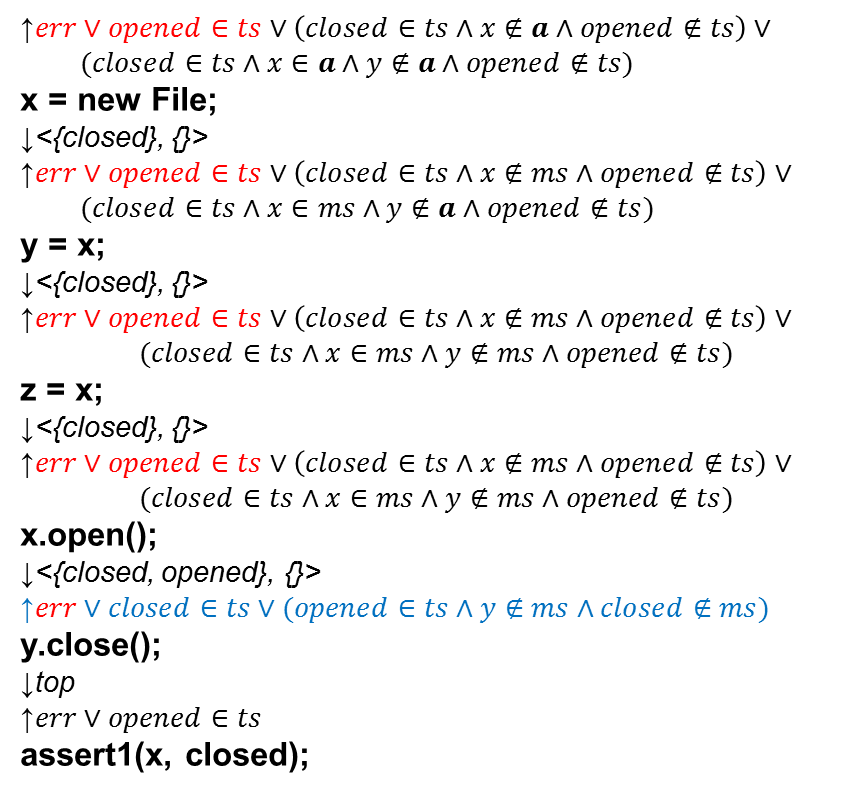 ↑err ∨ opened ∈ ts ∨ (closed ∈ ts ∧ x ∉ a ∧ opened ∉ ts) ∨
(closed ∈ ts ∧ x ∈ a ∧ y ∉ a ∧ opened ∉ ts)
x = new File;
↓<{closed}, {}>
↑err ∨ opened ∈ ts ∨ (closed ∈ ts ∧ x ∉ ms ∧ opened ∉ ts) ∨
(closed ∈ ts ∧ x ∈ ms ∧ y ∉ a ∧ opened ∉ ts)
y = x;
↓<{closed}, {}>
↑err ∨ opened ∈ ts ∨ (closed ∈ ts ∧ x ∉ ms ∧ opened ∉ ts) ∨
(closed ∈ ts ∧ x ∈ ms ∧ y ∉ ms ∧ opened ∉ ts)
z = x;
↓<{closed}, {}>
↑err ∨ opened ∈ ts ∨ (closed ∈ ts ∧ x ∉ ms ∧ opened ∉ ts) ∨
(closed ∈ ts ∧ x ∈ ms ∧ y ∉ ms ∧ opened ∉ ts)
x.open();
↓<{closed, opened}, {}>
↑err ∨ closed ∈ ts ∨ (opened ∈ ts ∧ y ∉ ms ∧ closed ∉ ms)
y.close();
↓top
↑err ∨ opened ∈ ts
assert1(x, closed);